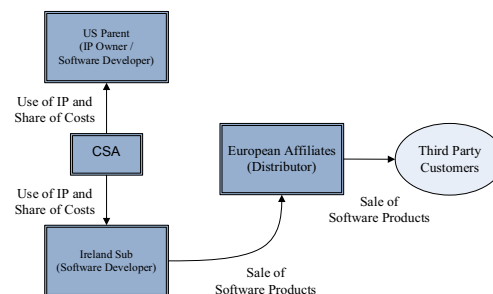 US Parent
(IP Owner /
Software Developer)
Use of IP and
Share of Costs
CSA
Use of IP and
Share of Costs
Ireland Sub
(Software Developer)
European Affiliates
(Distributor)
Third Party
Customers
Sale of
Software Products
Sale of
Software Products